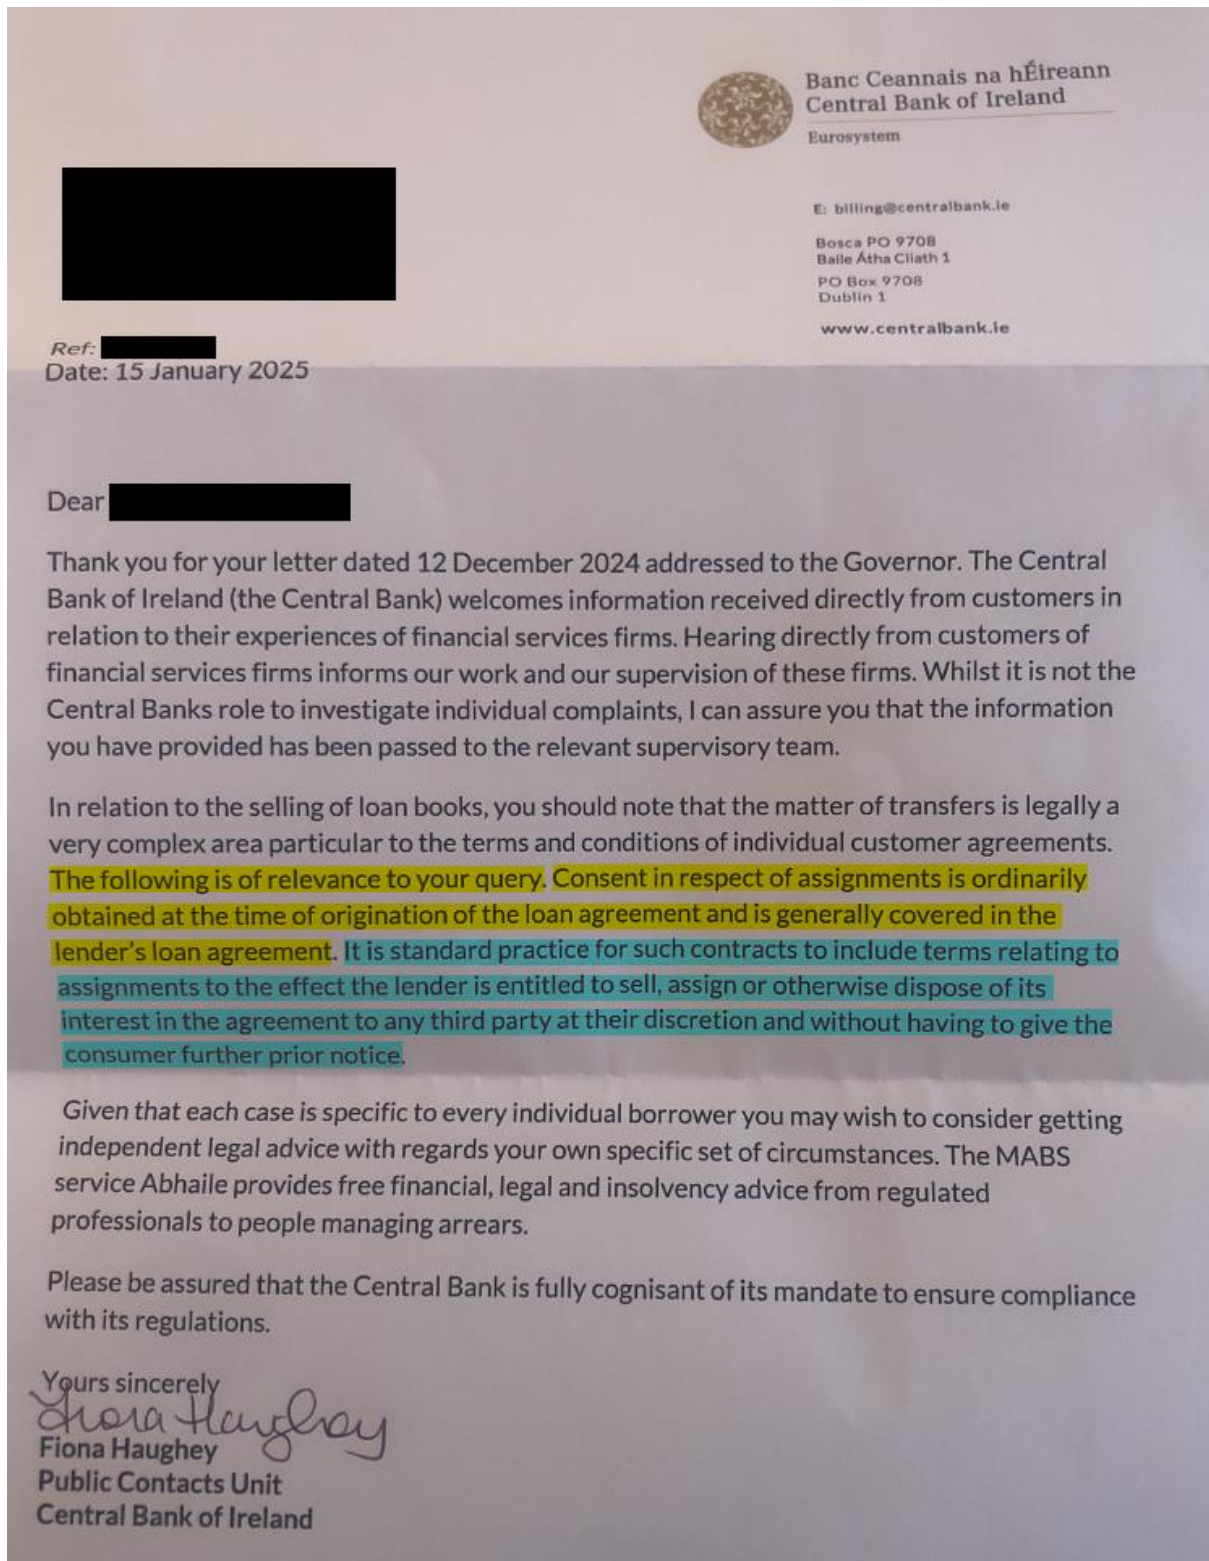 Banc Ceannais na hÉireann
Central Bank of Ireland
Eurosystem
E: billing@centralbank.ie
Bosca PO 9708
Baile Átha Cliath 1
PO Box 9708
Dublin 1
www.centralbank.ie
Ref:
Date: 15 January 2025
Dear
Thank you for your letter dated 12 December 2024 addressed to the Governor. The Central
Bank of Ireland (the Central Bank) welcomes information received directly from customers in
relation to their experiences of financial services firms. Hearing directly from customers of
financial services firms informs our work and our supervision of these firms. Whilst it is not the
Central Banks role to investigate individual complaints, I can assure you that the information
you have provided has been passed to the relevant supervisory team.
In relation to the selling of loan books, you should note that the matter of transfers is legally a
very complex area particular to the terms and conditions of individual customer agreements.
The following is of relevance to your query. Consent in respect of assignments is ordinarily
obtained at the time of origination of the loan agreement and is generally covered in the
lender's loan agreement. It is standard practice for such contracts to include terms relating to
assignments to the effect the lender is entitled to sell, assign or otherwise dispose of its
interest in the agreement to any third party at their discretion and without having to give the
consumer further prior notice.
Given that each case is specific to every individual borrower you may wish to consider getting
independent legal advice with regards your own specific set of circumstances. The MABS
service Abhaile provides free financial, legal and insolvency advice from regulated
professionals to people managing arrears.
Please be assured that the Central Bank is fully cognisant of its mandate to ensure compliance
with its regulations.
Yours sincerely
Fiona Haughey
Fiona Haughey
Public Contacts Unit
Central Bank of Ireland